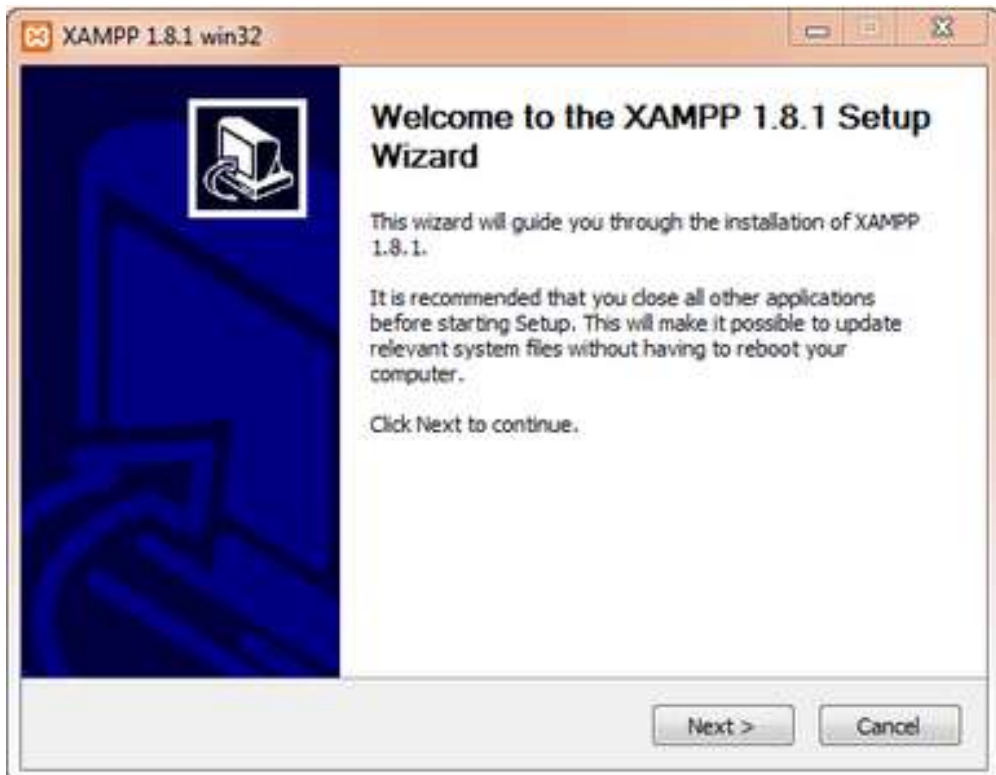 XAMPP 1.8.1 win32
Welcome to the XAMPP 1.8.1 Setup
Wizard
This wizard will guide you through the installation of XAMPP
1.8.1.
It is recommended that you close all other applications
before starting Setup. This will make it possible to update
relevant system files without having to reboot your
computer.
Click Next to continue.
Next >
Cancel